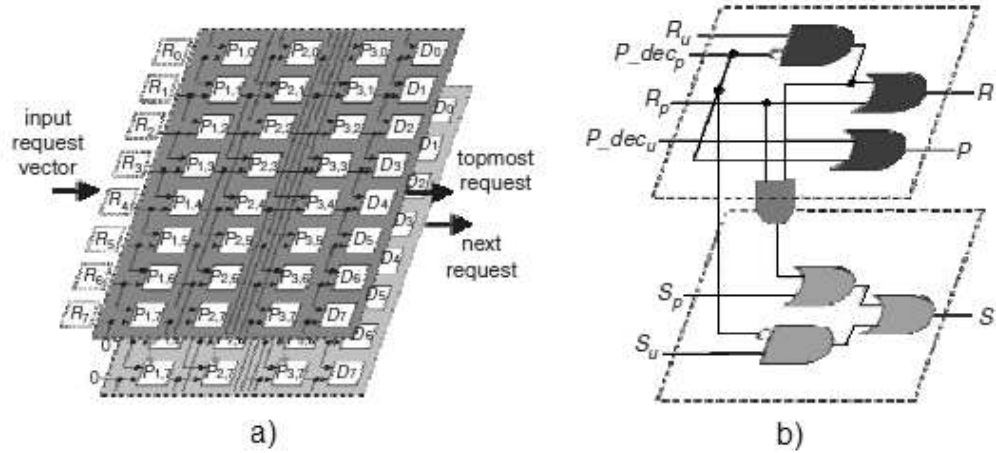 R0 P1,0 P2,0 P3,0 D0
R1 P1,1 P2,1 P3,1 D1
R2 P1,2 P2,2 P3,2 D2
R3 P1,3 P2,3 P3,3 D3
R4 P1,4 P2,4 P3,4 D4
R5 P1,5 P2,5 P3,5 D5
R6 P1,6 P2,6 P3,6 D6
R7 P1,7 P2,7 P3,7 D7
input
request
vector
D0
D1
D2
D3
D4
D5
D6
topmost
request
next
request
0
0 P1,7 P2,7 P3,7 D7
a)
Ru
P_decp
Rp
P_decu
R
P
Sp
Su
S
b)